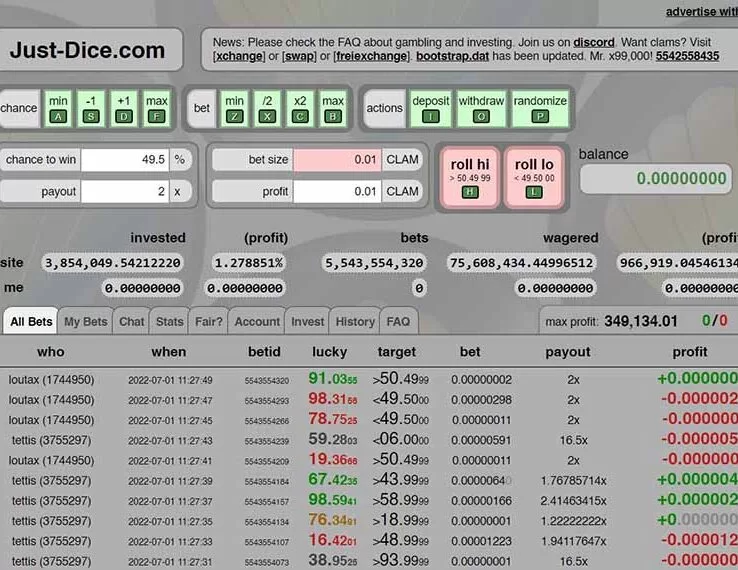 advertise with
Just-Dice.com
News: Please check the FAQ about gambling and investing. Join us on discord. Want clams? Visit
[xchange] or [swap] or [freiexchange]. bootstrap.dat has been updated. Mr. x99,000! 5542558435
chance min -1 +1 max bet min /2 x2 max actions deposit withdraw randomize
A S D F Z X C B I O P
chance to win 49.5 % bet size 0.01 CLAM roll hi roll lo balance
> 50.49 99 < 49.50 00 0.00000000
payout 2 x profit 0.01 CLAM H L
invested (profit) bets wagered (profi
site 3,854,049.54212220 1.278851% 5,543,554,320 75,608,434.44996512 966,919.04546134
me 0.00000000 0.00000000 0 0.00000000 0.0000000
All Bets My Bets Chat Stats Fair? Account Invest History FAQ max profit: 349,134.01 0/0
who when betid lucky target bet payout profit
loutax (1744950) 2022-07-01 11:27:49 5543554320 91.0355 >50.4999 0.00000002 2x +0.000000
loutax (1744950) 2022-07-01 11:27:47 5543554293 98.3156 <49.5000 0.00000298 2x -0.000002
loutax (1744950) 2022-07-01 11:27:45 5543554266 78.7525 <49.5000 0.00000011 2x -0.000000
tettis (3755297) 2022-07-01 11:27:43 5543554239 59.2803 <06.0000 0.00000591 16.5x -0.000005
loutax (1744950) 2022-07-01 11:27:41 5543554209 19.3666 >50.4999 0.00000011 2x -0.000000
tettis (3755297) 2022-07-01 11:27:39 5543554184 67.4235 >43.9999 0.00000640 1.76785714x +0.000004
tettis (3755297) 2022-07-01 11:27:37 5543554157 98.5941 >58.9999 0.00000166 2.41463415x +0.000002
tettis (3755297) 2022-07-01 11:27:35 5543554134 76.3491 >18.9999 0.00000001 1.22222222x +0.000000
tettis (3755297) 2022-07-01 11:27:33 5543554107 16.4201 >48.9999 0.00001223 1.94117647x -0.000012
tettis (3755297) 2022-07-01 11:27:31 5543554073 38.9525 >93.9999 0.00000001 16.5x -0.000000